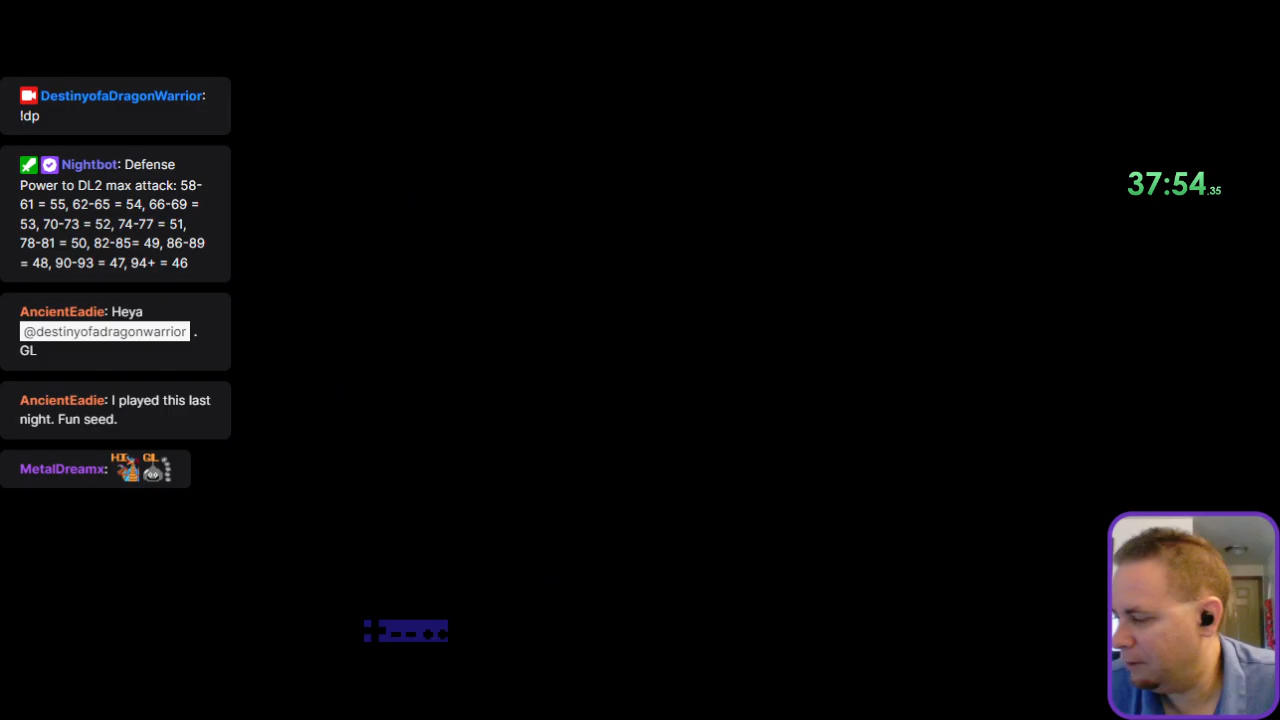 DestinyofaDragonWarrior:
!dp
Nightbot: Defense
Power to DL2 max attack: 58-
61 = 55, 62-65 = 54, 66-69 =
53, 70-73 = 52, 74-77 = 51,
78-81 = 50, 82-85= 49, 86-89
= 48, 90-93 = 47, 94+ = 46
AncientEadie: Heya
@destinyofadragonwarrior .
GL
AncientEadie: I played this last
night. Fun seed.
MetalDreamx: HI GL
37:54.35